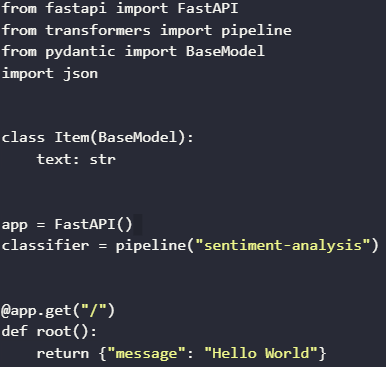 from fastapi import FastAPI
from transformers import pipeline
from pydantic import BaseModel
import json
class Item(BaseModel):
    text: str
app = FastAPI()
classifier = pipeline("sentiment-analysis")
@app.get("/")
def root():
    return {"message": "Hello World"}